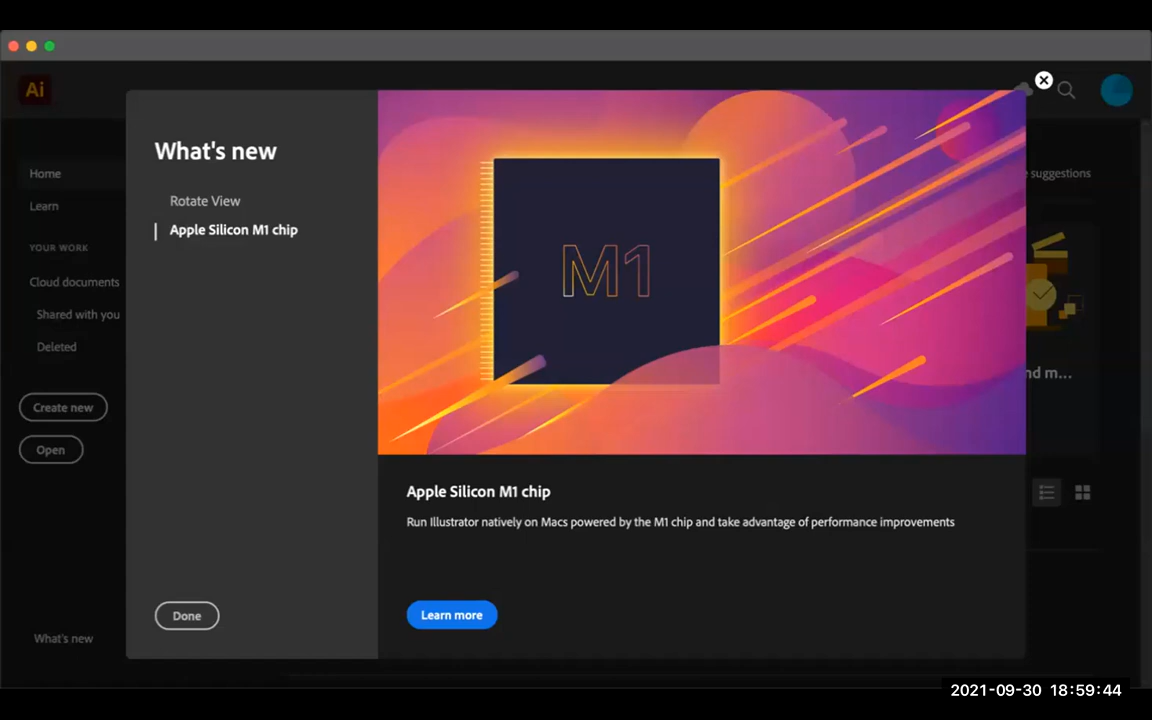 Ai
What's new
Rotate View
Apple Silicon M1 chip
Home
Learn
YOUR WORK
Cloud documents
Shared with you
Deleted
Create new
Open
What's new
Done
M1
suggestions
nd m...
Apple Silicon M1 chip
Run Illustrator natively on Macs powered by the M1 chip and take advantage of performance improvements
Learn more
2021-09-30 18:59:44